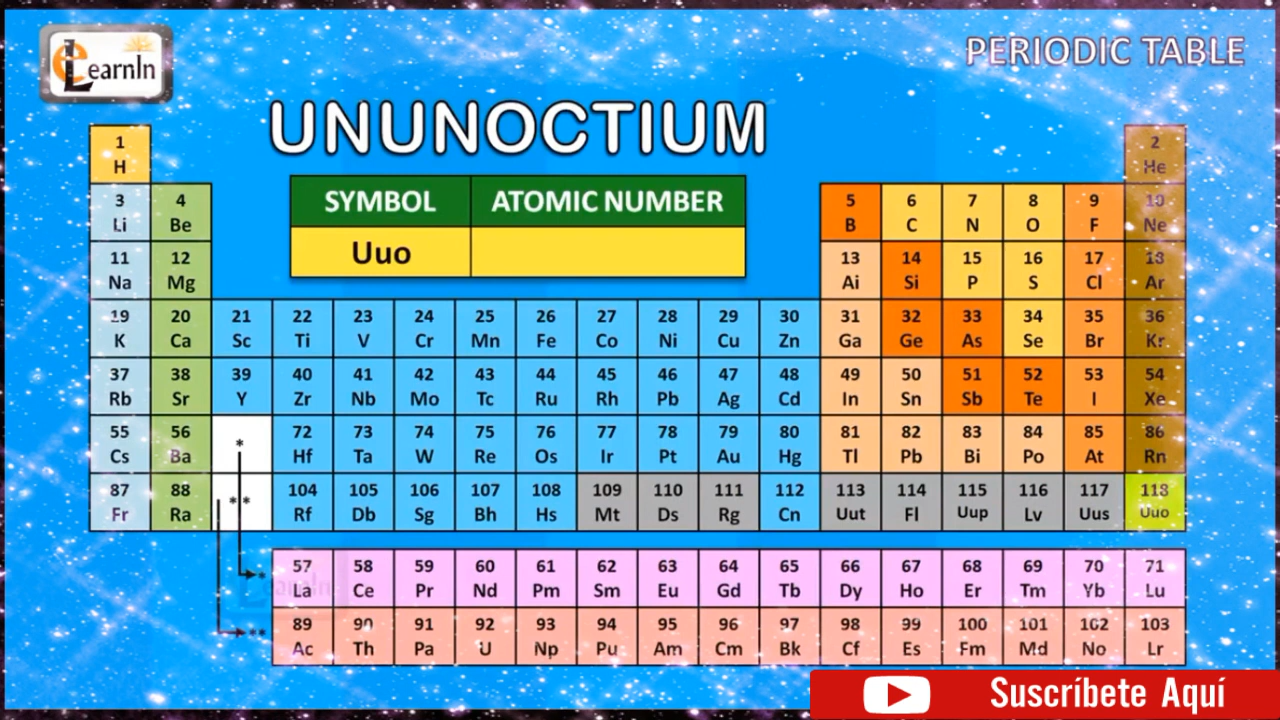 eLearnIn
PERIODIC TABLE
UNUNOCTIUM
SYMBOL ATOMIC NUMBER
Uuo
1 2
H He
3 4 5 6 7 8 9 10
Li Be B C N O F Ne
11 12 13 14 15 16 17 18
Na Mg Ai Si P S Cl Ar
19 20 21 22 23 24 25 26 27 28 29 30 31 32 33 34 35 36
K Ca Sc Ti V Cr Mn Fe Co Ni Cu Zn Ga Ge As Se Br Kr
37 38 39 40 41 42 43 44 45 46 47 48 49 50 51 52 53 54
Rb Sr Y Zr Nb Mo Tc Ru Rh Pb Ag Cd In Sn Sb Te I Xe
55 56 * 72 73 74 75 76 77 78 79 80 81 82 83 84 85 86
Cs Ba Hf Ta W Re Os Ir Pt Au Hg Tl Pb Bi Po At Rn
87 88 ** 104 105 106 107 108 109 110 111 112 113 114 115 116 117 118
Fr Ra Rf Db Sg Bh Hs Mt Ds Rg Cn Uut Fl Uup Lv Uus Uuo
* 57 58 59 60 61 62 63 64 65 66 67 68 69 70 71
La Ce Pr Nd Pm Sm Eu Gd Tb Dy Ho Er Tm Yb Lu
** 89 90 91 92 93 94 95 96 97 98 99 100 101 102 103
Ac Th Pa U Np Pu Am Cm Bk Cf Es Fm Md No Lr
Suscríbete Aquí